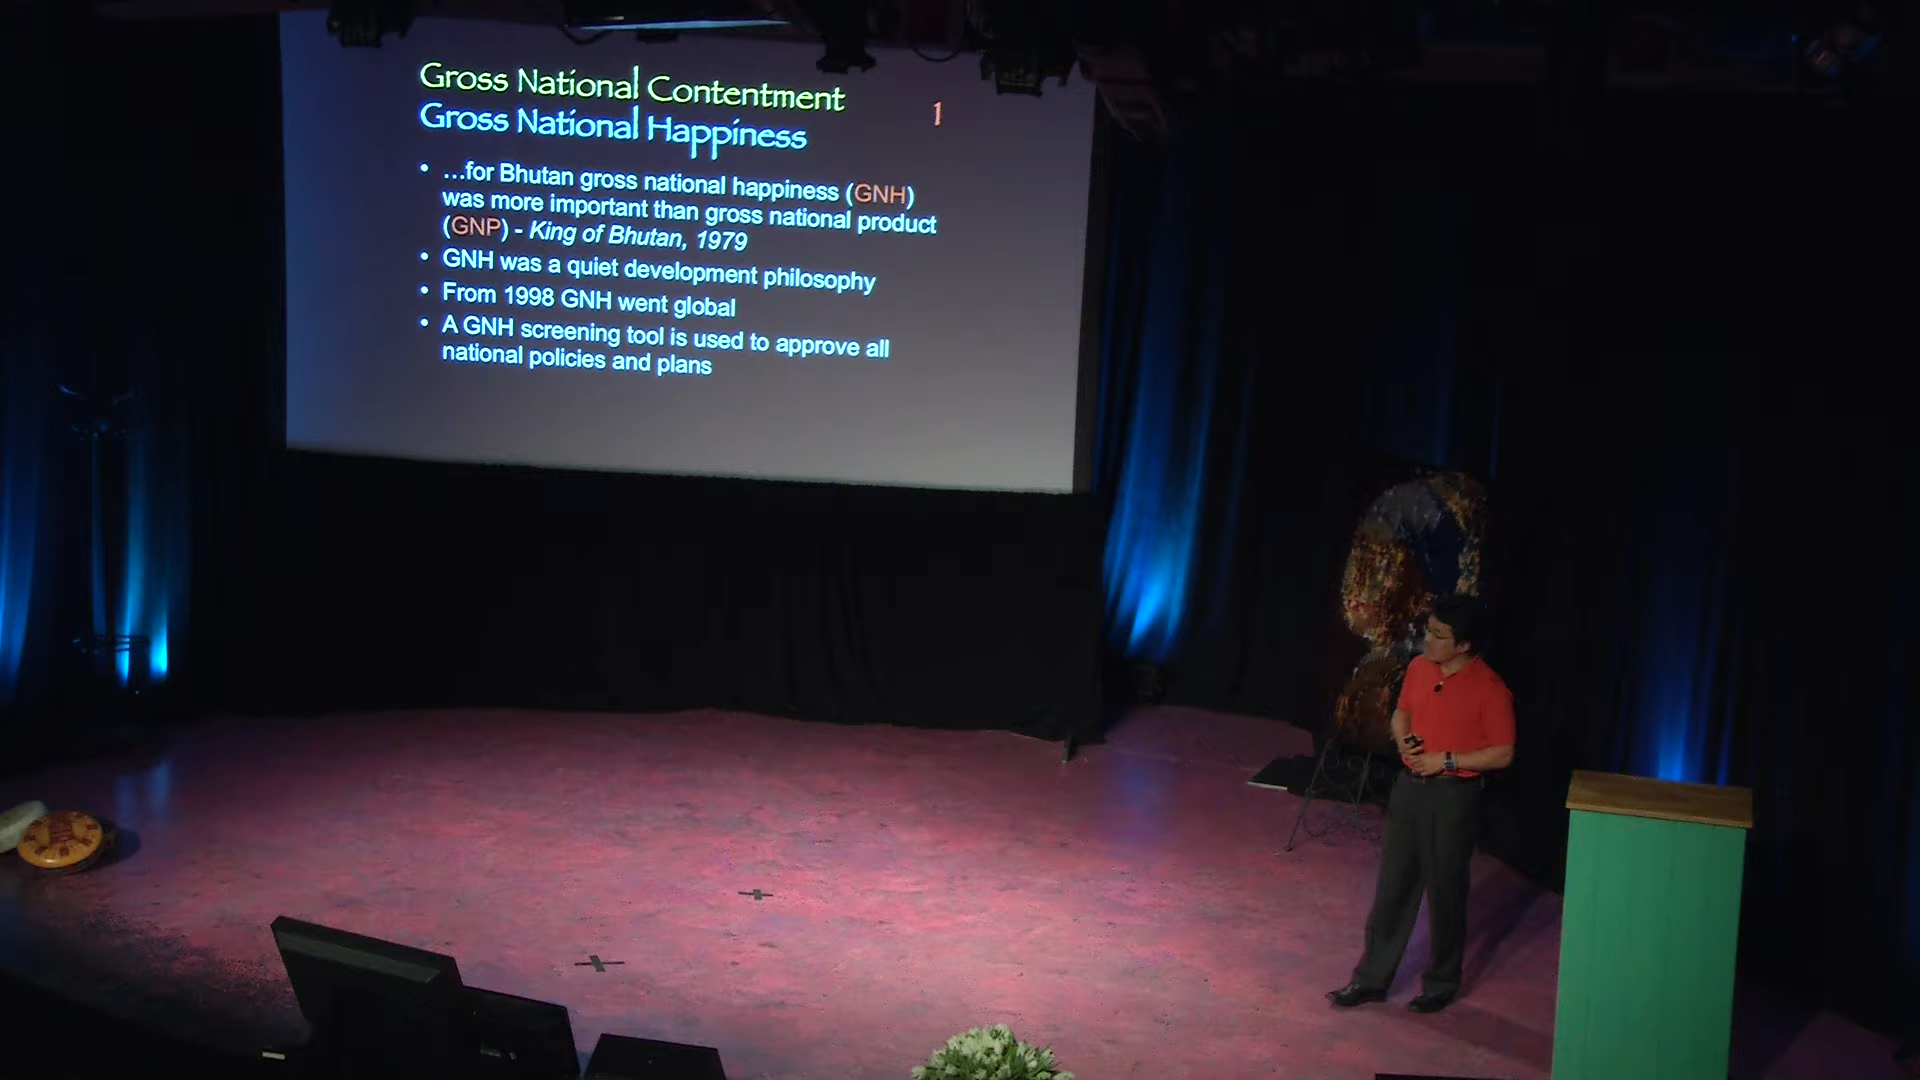 Gross National Contentment
1
Gross National Happiness
• ...for Bhutan gross national happiness (GNH)
was more important than gross national product
(GNP) - King of Bhutan, 1979
• GNH was a quiet development philosophy
• From 1998 GNH went global
• A GNH screening tool is used to approve all
national policies and plans